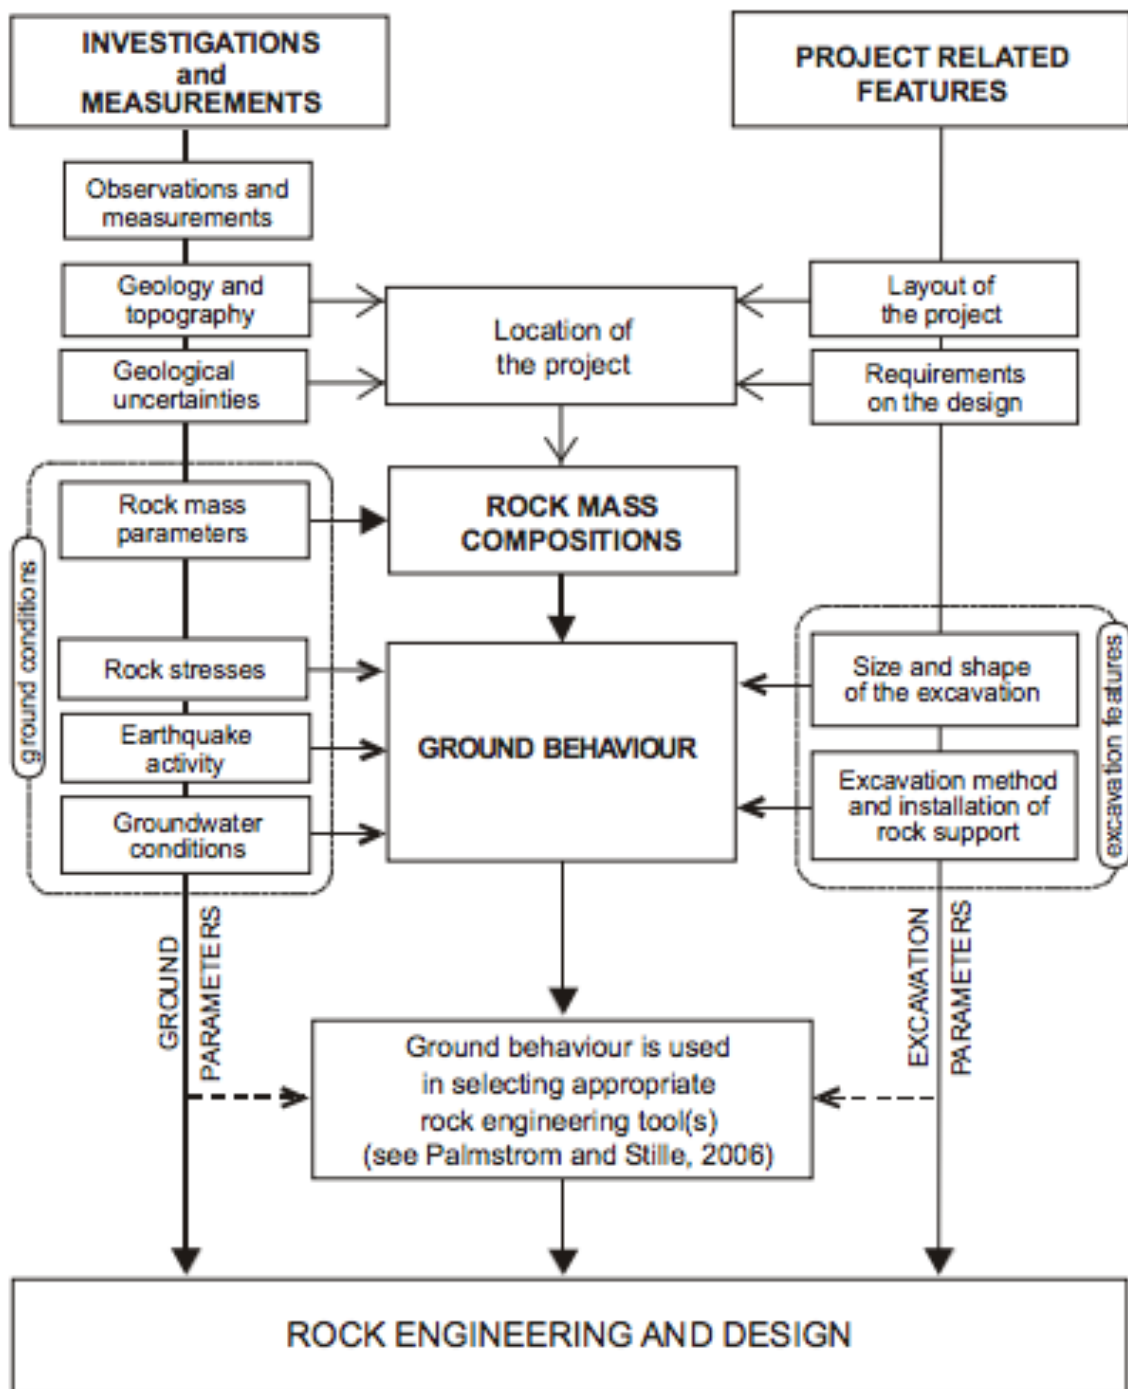 INVESTIGATIONS
and
MEASUREMENTS
PROJECT RELATED
FEATURES
Observations and
measurements
Geology and
topography
Location of
the project
Layout of
the project
Geological
uncertainties
Requirements
on the design
ground conditions
Rock mass
parameters
ROCK MASS
COMPOSITIONS
Rock stresses
Earthquake
activity
Groundwater
conditions
GROUND BEHAVIOUR
Size and shape
of the excavation
Excavation method
and installation of
rock support
excavation features
GROUND
PARAMETERS
EXCAVATION
PARAMETERS
Ground behaviour is used
in selecting appropriate
rock engineering tool(s)
(see Palmstrom and Stille, 2006)
ROCK ENGINEERING AND DESIGN